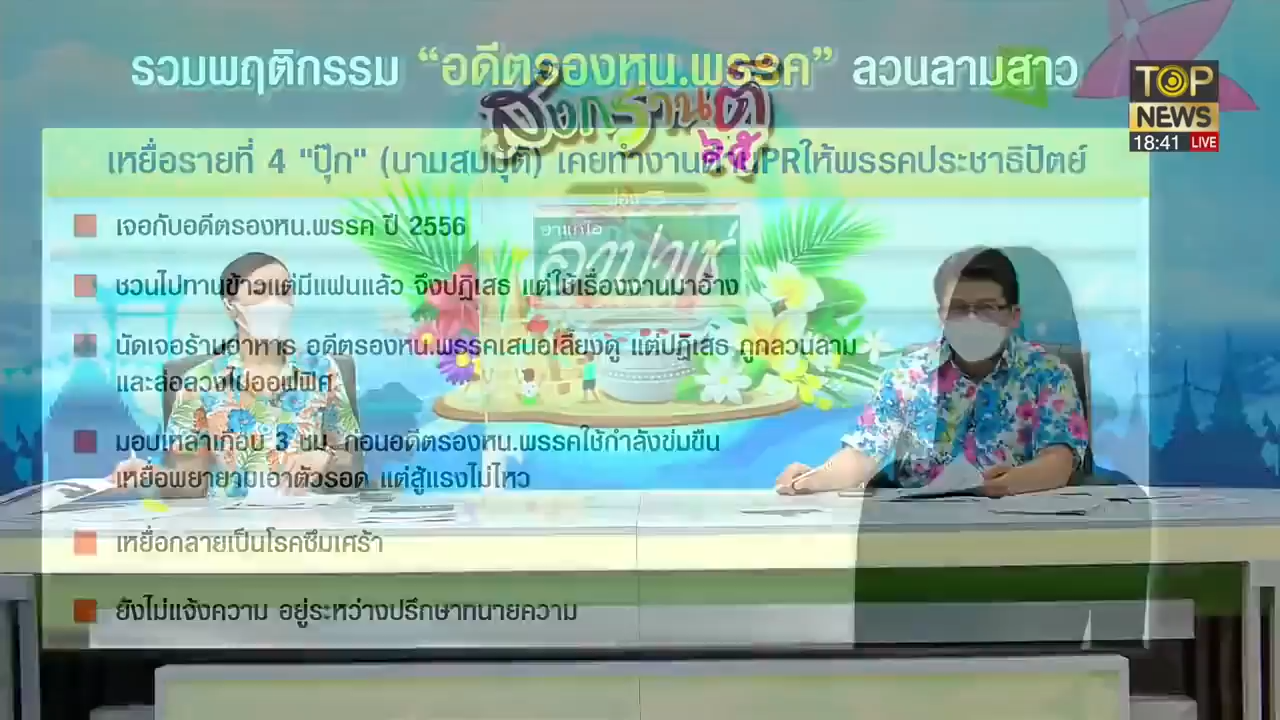 รวมพฤติกรรม “อดีตรองหน.พรรค” ลวนลามสาว
สงกรานต์
TOP
NEWS
18:41 LIVE
เหยื่อรายที่ 4 "ปุ๊ก" (นามสมมุติ) เคยทำงานด้านPRให้พรรคประชาธิปัตย์
เจอกับอดีตรองหน.พรรค ปี 2556
ชวนไปทานข้าวแต่มีแฟนแล้ว จึงปฏิเสธ แต่ใช้เรื่องงานมาอ้าง
นัดเจอร้านอาหาร อดีตรองหน.พรรคเสนอเลี้ยงดู แต่ปฏิเสธ ถูกลวนลาม
และล่อลวงไปออฟฟิศ
มอมเหล้าเกือบ 3 ชม. ก่อนอดีตรองหน.พรรคใช้กำลังข่มขืน
เหยื่อพยายามเอาตัวรอด แต่สู้แรงไม่ไหว
เหยื่อกลายเป็นโรคซึมเศร้า
ยังไม่แจ้งความ อยู่ระหว่างปรึกษาทนายความ